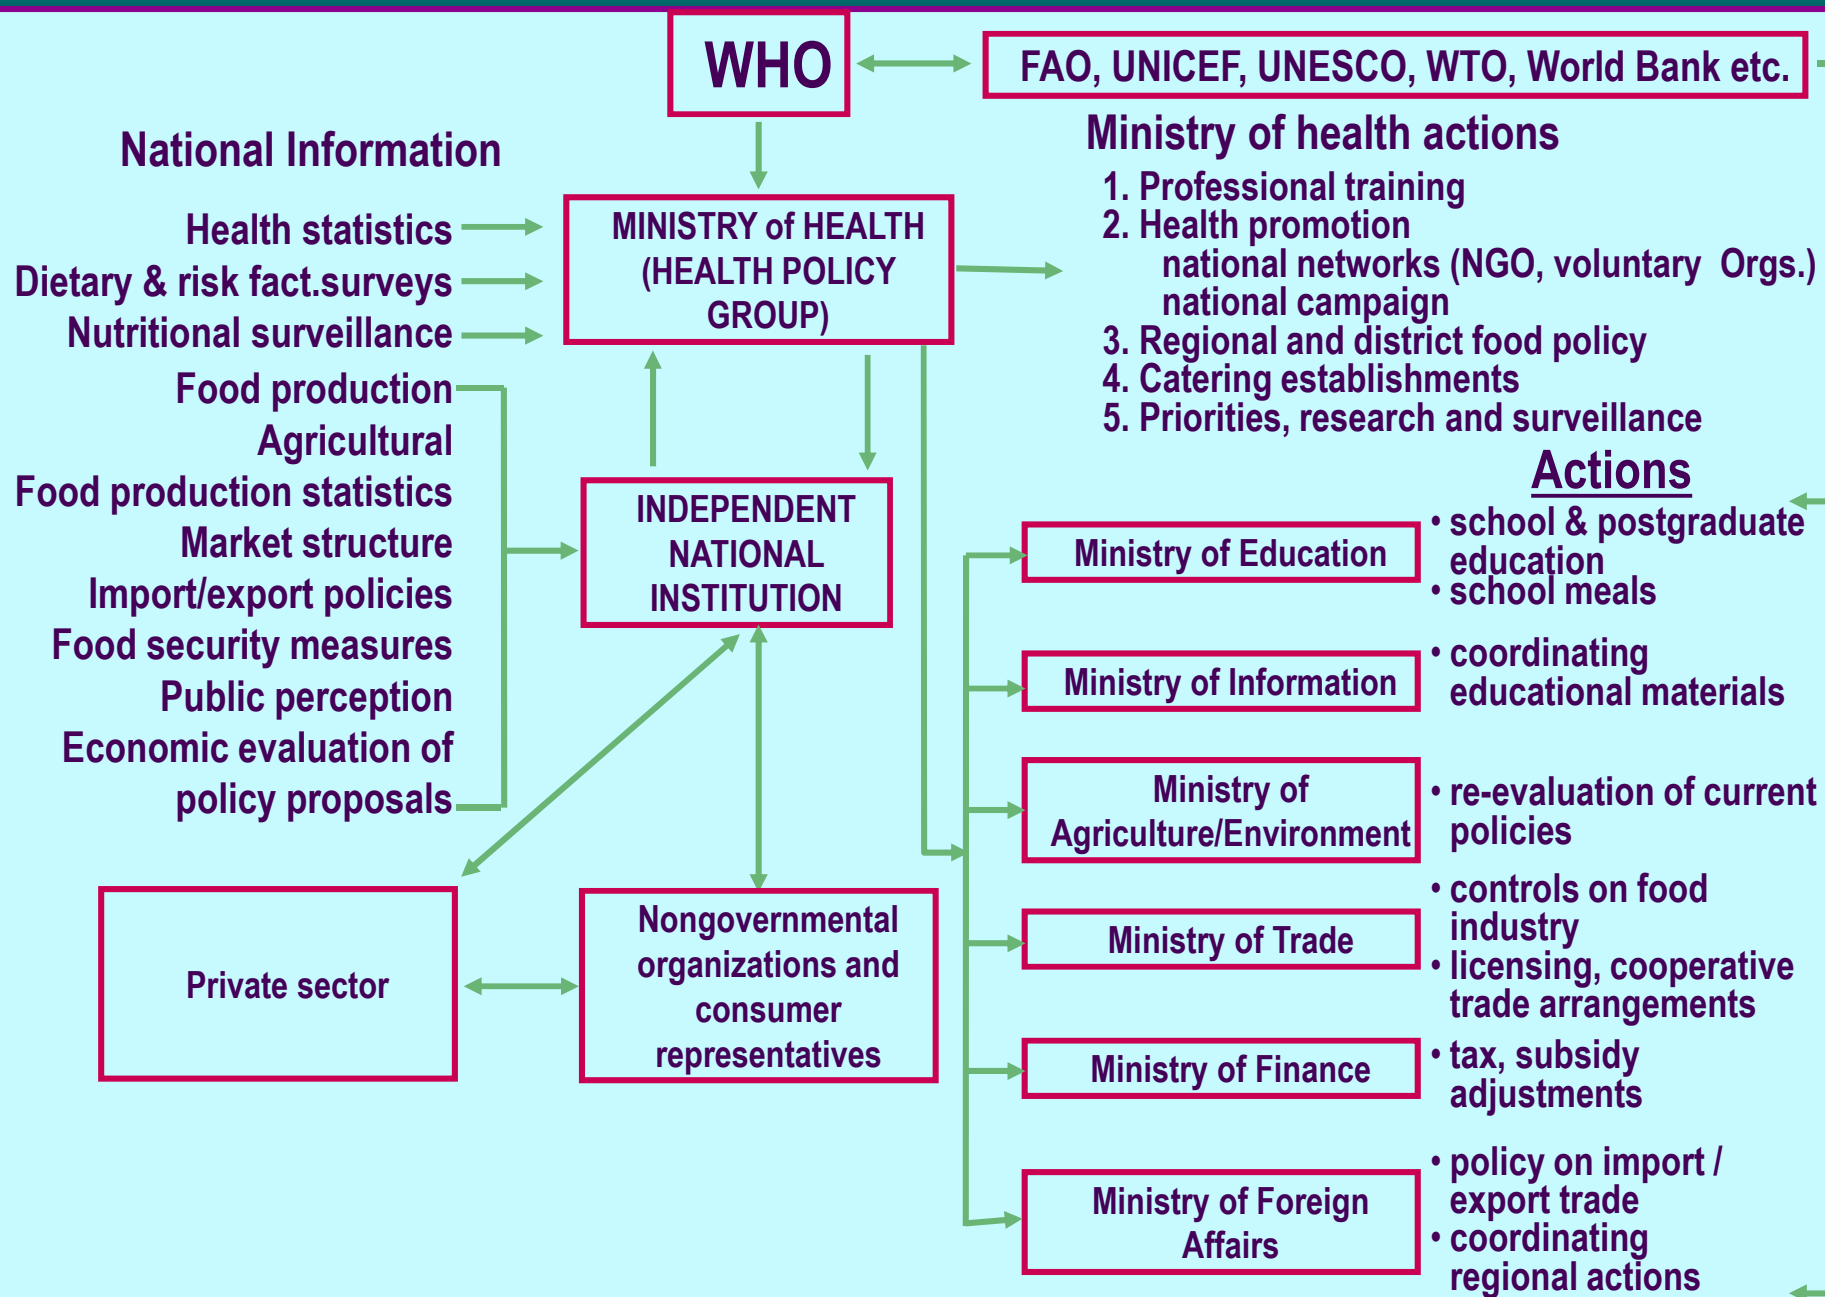 WHO
FAO, UNICEF, UNESCO, WTO, World Bank etc.
National Information
Health statistics
Dietary & risk fact.surveys
Nutritional surveillance
Food production
Agricultural
Food production statistics
Market structure
Import/export policies
Food security measures
Public perception
Economic evaluation of
policy proposals
MINISTRY of HEALTH
(HEALTH POLICY
GROUP)
INDEPENDENT
NATIONAL
INSTITUTION
Private sector
Nongovernmental
organizations and
consumer
representatives
Ministry of health actions
1. Professional training
2. Health promotion
national networks (NGO, voluntary Orgs.)
national campaign
3. Regional and district food policy
4. Catering establishments
5. Priorities, research and surveillance
Actions
Ministry of Education
• school & postgraduate
education
• school meals
Ministry of Information
• coordinating
educational materials
Ministry of
Agriculture/Environment
• re-evaluation of current
policies
Ministry of Trade
• controls on food
industry
• licensing, cooperative
trade arrangements
Ministry of Finance
• tax, subsidy
adjustments
Ministry of Foreign
Affairs
• policy on import /
export trade
• coordinating
regional actions